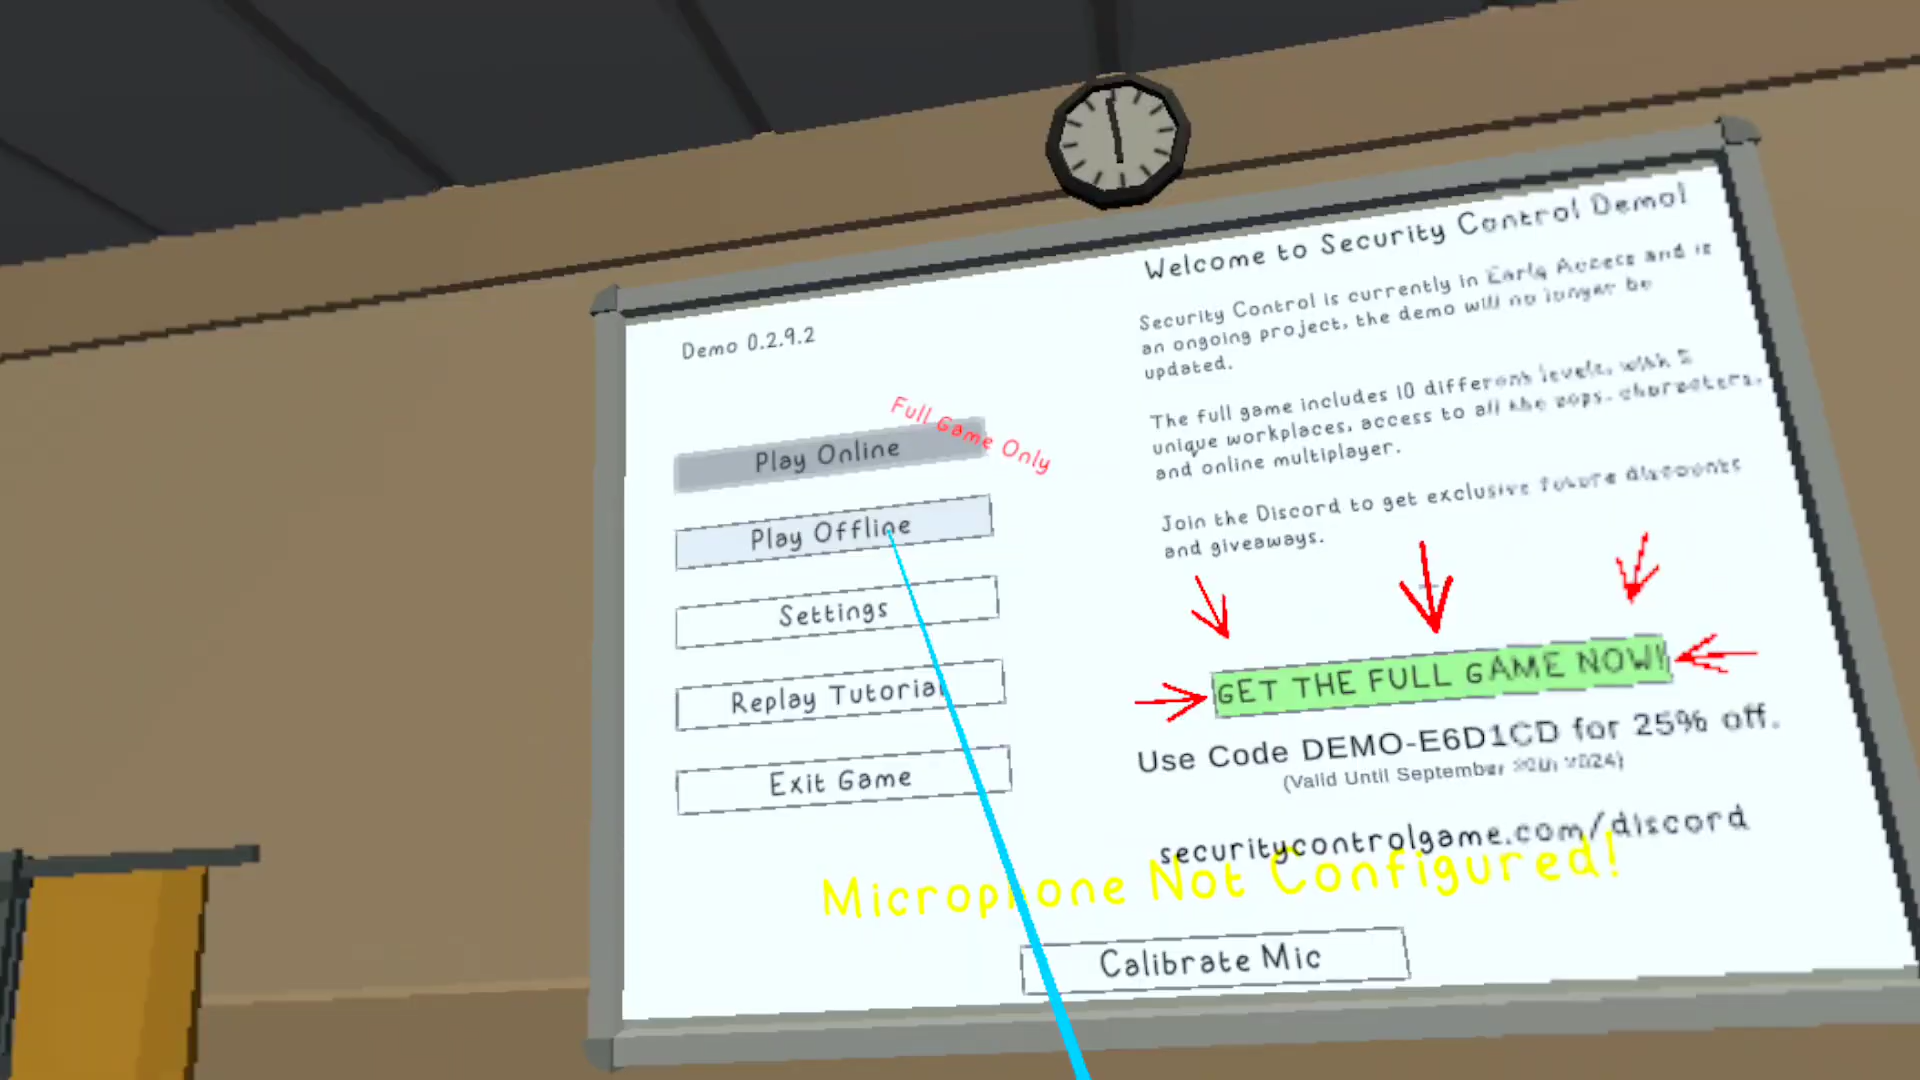 Welcome to Security Control Demo!
Security Control is currently in Early Access and is
an ongoing project, the demo will no longer be
updated.
The full game includes 10 different levels, with 2
unique workplaces, access to all the maps, characters,
and online multiplayer.
Join the Discord to get exclusive future discounts
and giveaways.
Demo 0.2.9.2
Full Game Only
Play Online
Play Offline
Settings
Replay Tutorial
Exit Game
GET THE FULL GAME NOW!
Use Code DEMO-E6D1CD for 25% off.
(Valid Until September 2024)
securitycontrolgame.com/discord
Microphone Not Configured!
Calibrate Mic